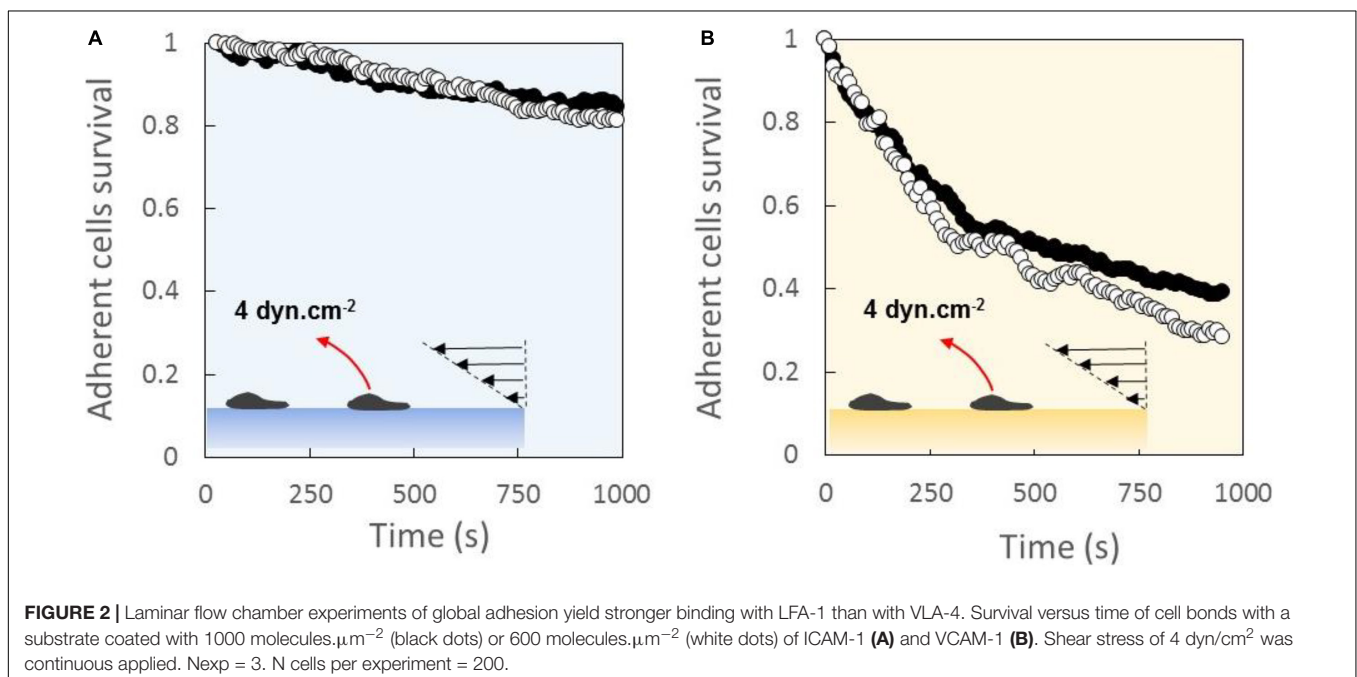 A
B
1
0.8
0.6
0.4
0.2
0
Adherent cells survival
4 dyn.cm-2
0 250 500 750 1000
Time (s)
1
0.8
0.6
0.4
0.2
0
Adherent cells survival
4 dyn.cm-2
0 250 500 750 1000
Time (s)
FIGURE 2 | Laminar flow chamber experiments of global adhesion yield stronger binding with LFA-1 than with VLA-4. Survival versus time of cell bonds with a
substrate coated with 1000 molecules.μm−2 (black dots) or 600 molecules.μm−2 (white dots) of ICAM-1 (A) and VCAM-1 (B). Shear stress of 4 dyn/cm2 was
continuous applied. Nexp = 3. N cells per experiment = 200.